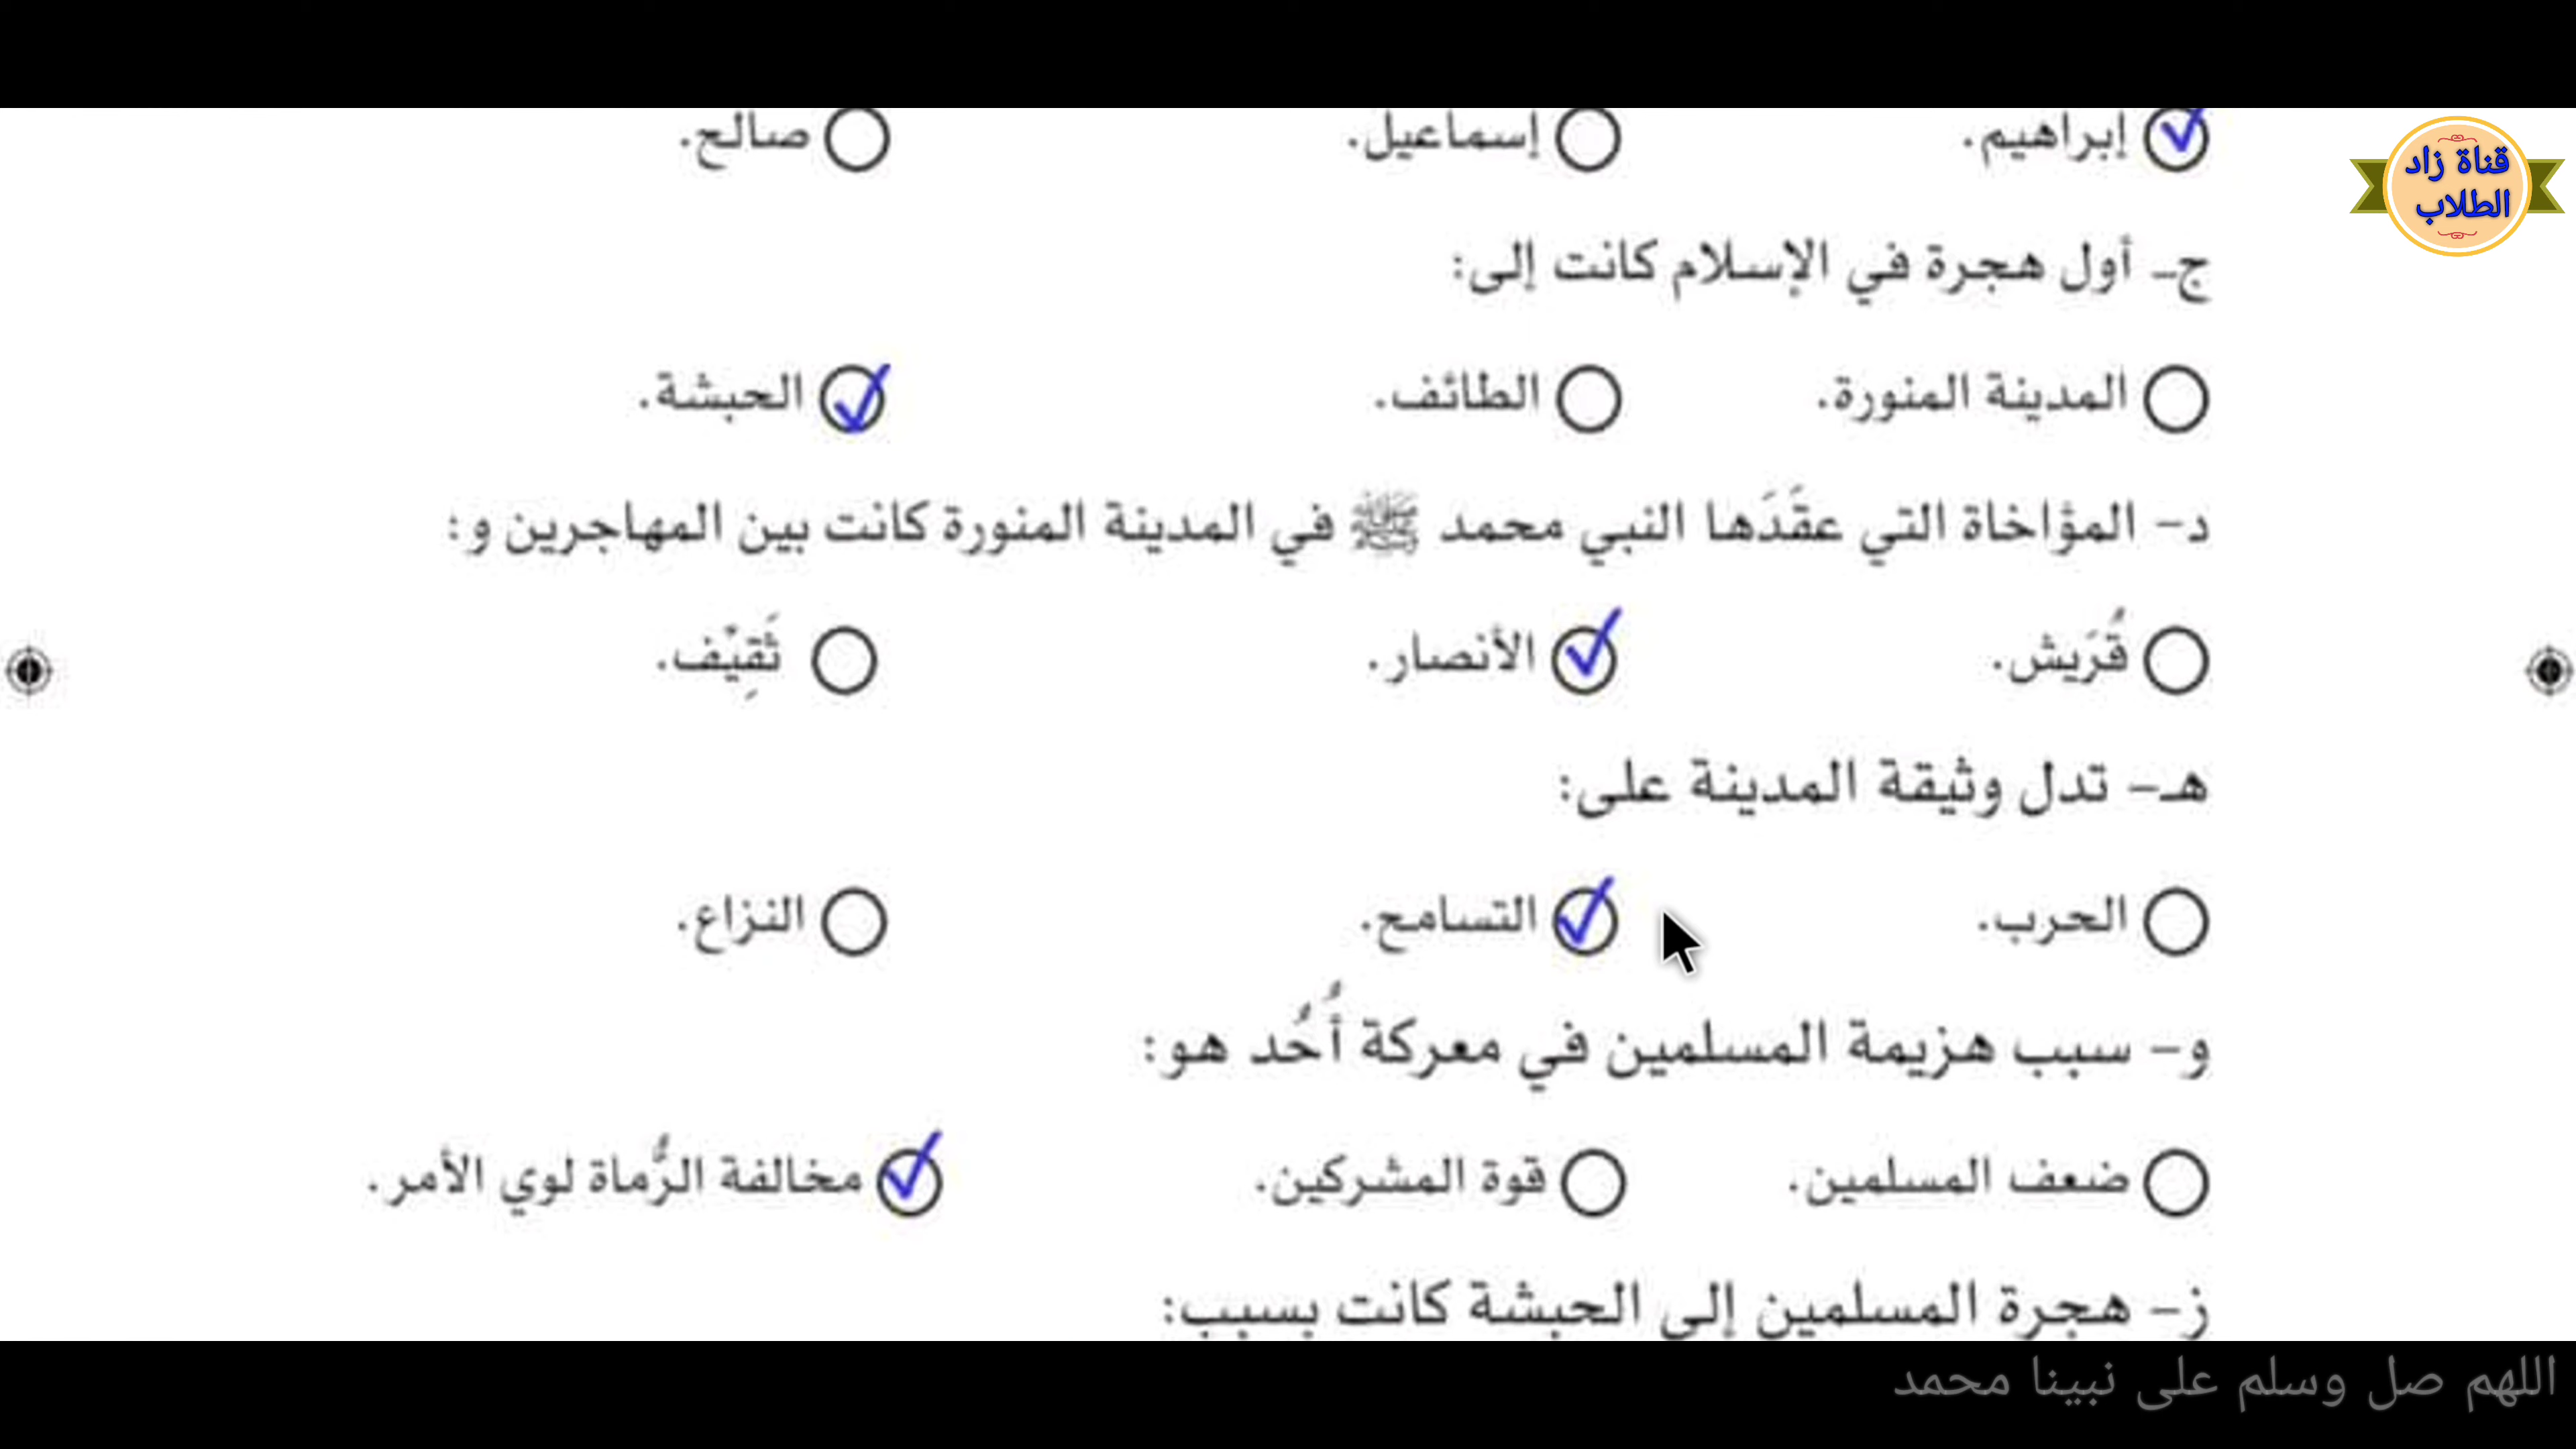 إبراهيم. إسماعيل. صالح.
قناة زاد
الطلاب
ج- أول هجرة في الإسلام كانت إلى:
المدينة المنورة. الطائف. الحبشة.
د- المؤاخاة التي عقَدَها النبي محمد ﷺ في المدينة المنورة كانت بين المهاجرين و:
قُرَيش. الأنصار. ثَقِيْف.
هـ- تدل وثيقة المدينة على:
الحرب. التسامح. النزاع.
و- سبب هزيمة المسلمين في معركة أُحُد هو:
ضعف المسلمين. قوة المشركين. مخالفة الرُّماة لوي الأمر.
ز- هجرة المسلمين إلى الحبشة كانت بسبب:
اللهم صل وسلم على نبينا محمد